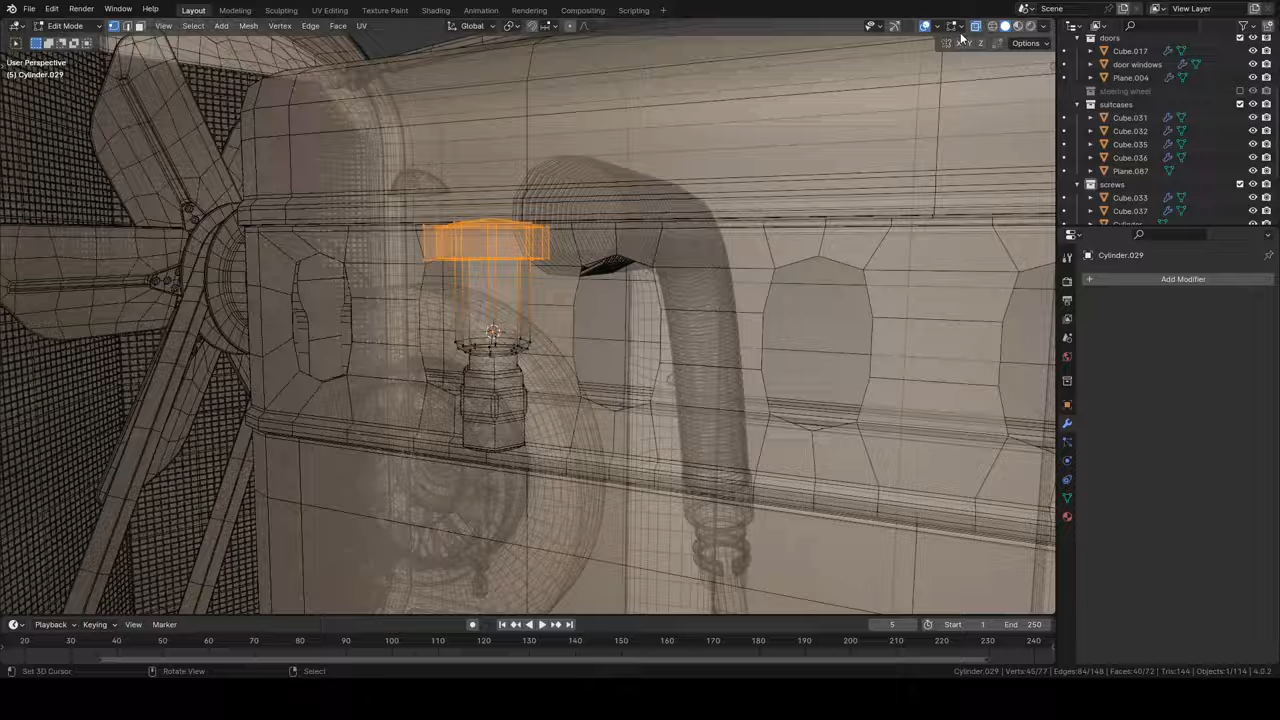 File Edit Render Window Help Layout Modeling Sculpting UV Editing Texture Paint Shading Animation Rendering Compositing Scripting + Scene View Layer
Edit Mode View Select Add Mesh Vertex Edge Face UV Global
Y Z Options
User Perspective
(5) Cylinder.029
doors
Cube.017
door windows
Plane.004
steering wheel
suitcases
Cube.031
Cube.032
Cube.035
Cube.036
Plane.087
screws
Cube.033
Cube.037
Cylinder
Cylinder.029
+ Add Modifier
Playback Keying View Marker 5 Start 1 End 250
20 30 40 50 60 70 80 90 100 110 120 130 140 150 160 170 180 190 200 210 220 230 240
Set 3D Cursor Rotate View Select Cylinder.029 | Verts:45/77 | Edges:84/148 | Faces:40/72 | Tris:144 | Objects:1/114 | 4.0.2